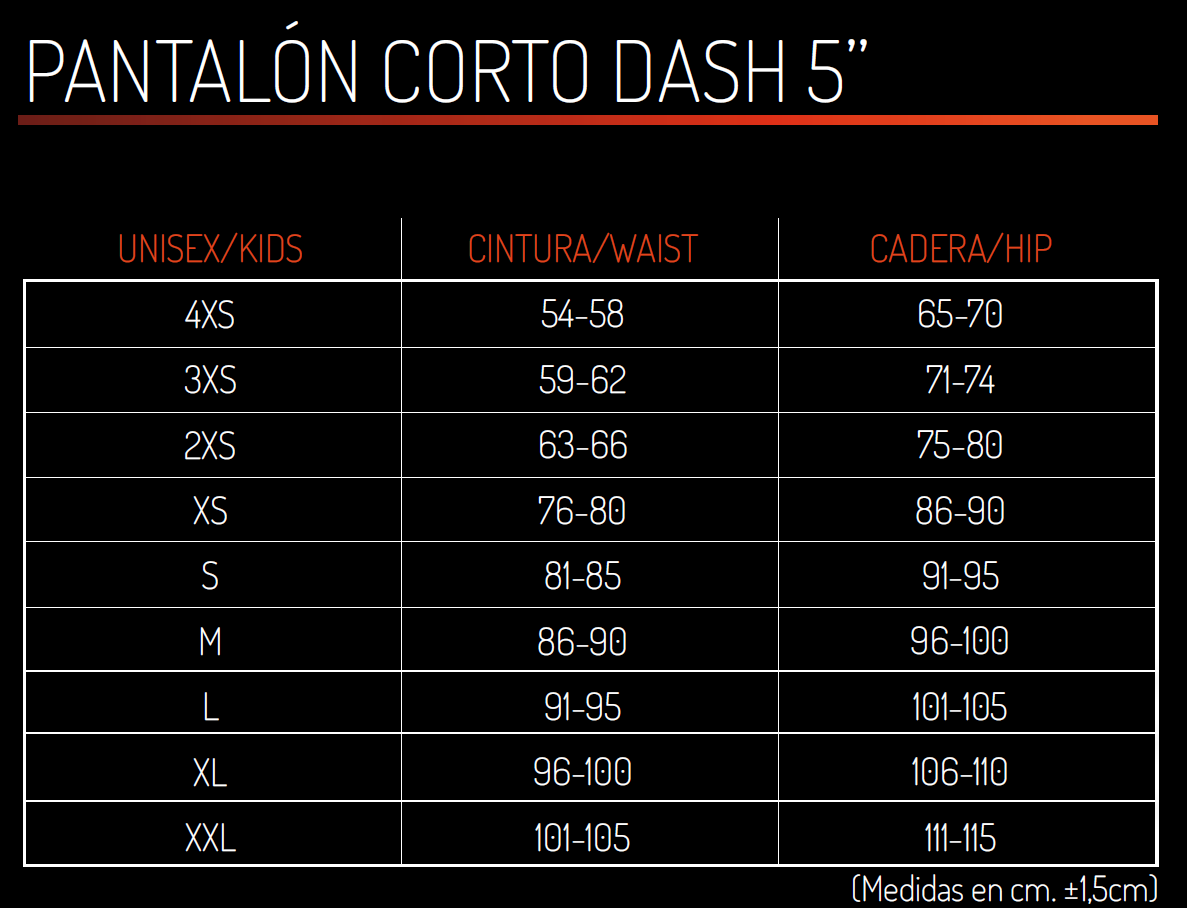 PANTALÓN CORTO DASH 5”
UNISEX/KIDS CINTURA/WAIST CADERA/HIP
4XS 54-58 65-70
3XS 59-62 71-74
2XS 63-66 75-80
XS 76-80 86-90
S 81-85 91-95
M 86-90 96-100
L 91-95 101-105
XL 96-100 106-110
XXL 101-105 111-115
(Medidas en cm. ±1,5cm)